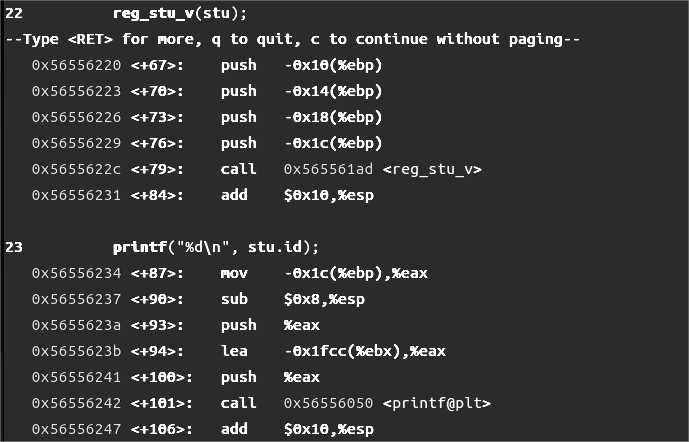 22          reg_stu_v(stu);
--Type <RET> for more, q to quit, c to continue without paging--
   0x56556220 <+67>:    push   -0x10(%ebp)
   0x56556223 <+70>:    push   -0x14(%ebp)
   0x56556226 <+73>:    push   -0x18(%ebp)
   0x56556229 <+76>:    push   -0x1c(%ebp)
   0x5655622c <+79>:    call   0x565561ad <reg_stu_v>
   0x56556231 <+84>:    add    $0x10,%esp
23          printf("%d\n", stu.id);
   0x56556234 <+87>:    mov    -0x1c(%ebp),%eax
   0x56556237 <+90>:    sub    $0x8,%esp
   0x5655623a <+93>:    push   %eax
   0x5655623b <+94>:    lea    -0x1fcc(%ebx),%eax
   0x56556241 <+100>:   push   %eax
   0x56556242 <+101>:   call   0x56556050 <printf@plt>
   0x56556247 <+106>:   add    $0x10,%esp